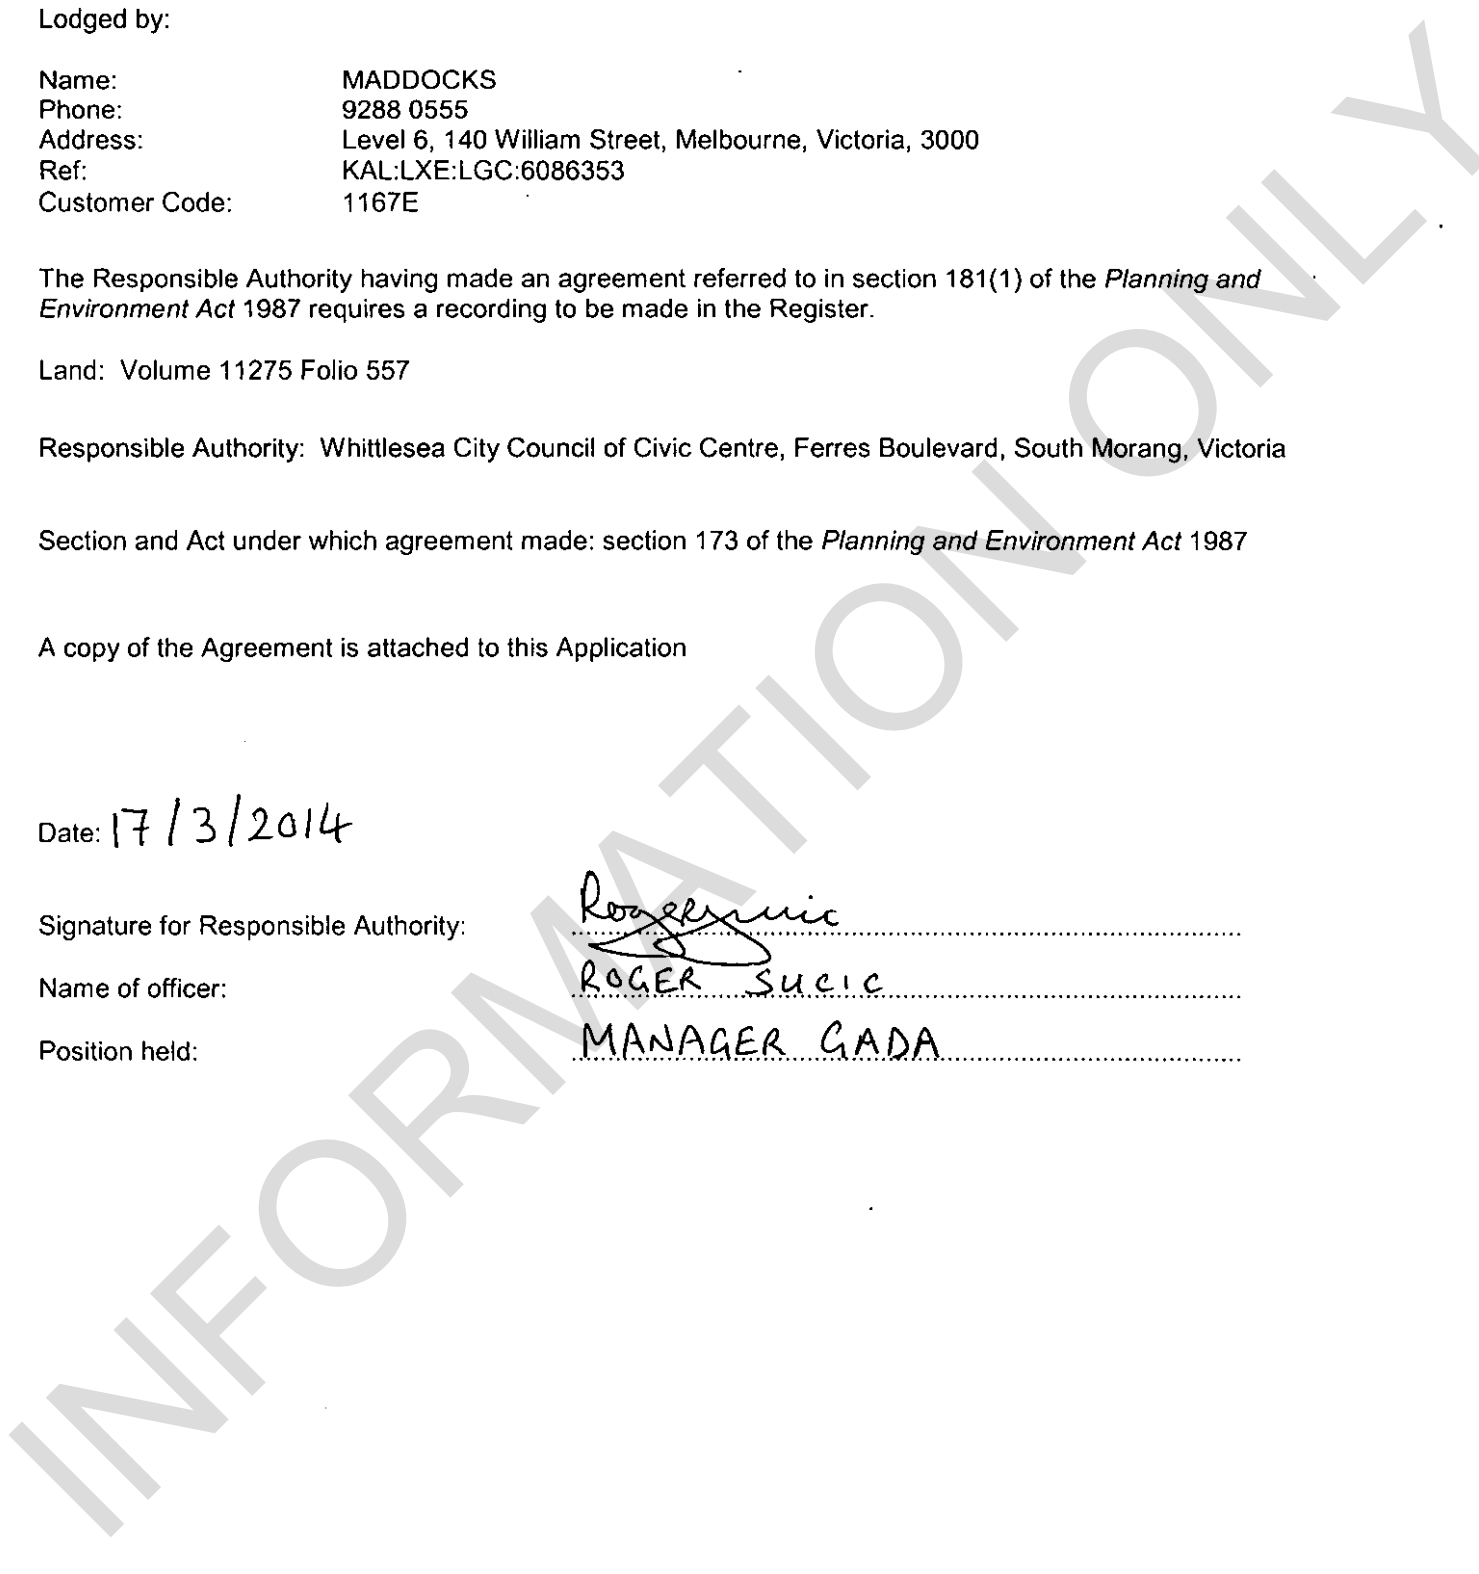 Lodged by:
Name: MADDOCKS
Phone: 9288 0555
Address: Level 6, 140 William Street, Melbourne, Victoria, 3000
Ref: KAL:LXE:LGC:6086353
Customer Code: 1167E
The Responsible Authority having made an agreement referred to in section 181(1) of the Planning and
Environment Act 1987 requires a recording to be made in the Register.
Land: Volume 11275 Folio 557
Responsible Authority: Whittlesea City Council of Civic Centre, Ferres Boulevard, South Morang, Victoria
Section and Act under which agreement made: section 173 of the Planning and Environment Act 1987
A copy of the Agreement is attached to this Application
Date: 17/3/2014
Signature for Responsible Authority:
Name of officer: ROGER SUCIC
Position held: MANAGER GADA
INFORMATION ONLY